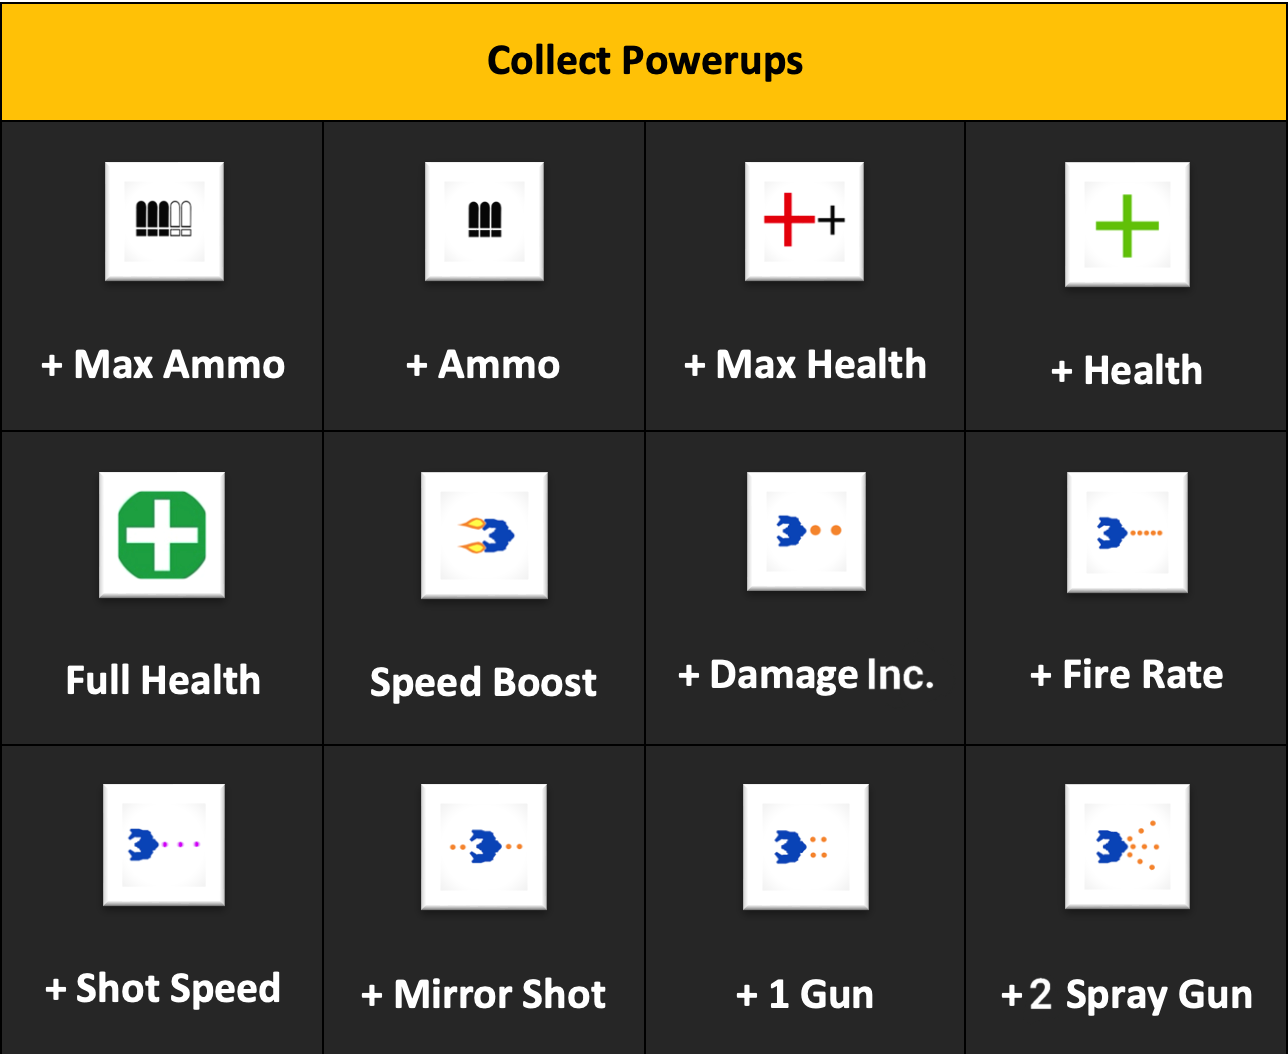 Collect Powerups
+ Max Ammo
+ Ammo
+ Max Health
+ Health
Full Health
Speed Boost
+ Damage Inc.
+ Fire Rate
+ Shot Speed
+ Mirror Shot
+ 1 Gun
+ 2 Spray Gun